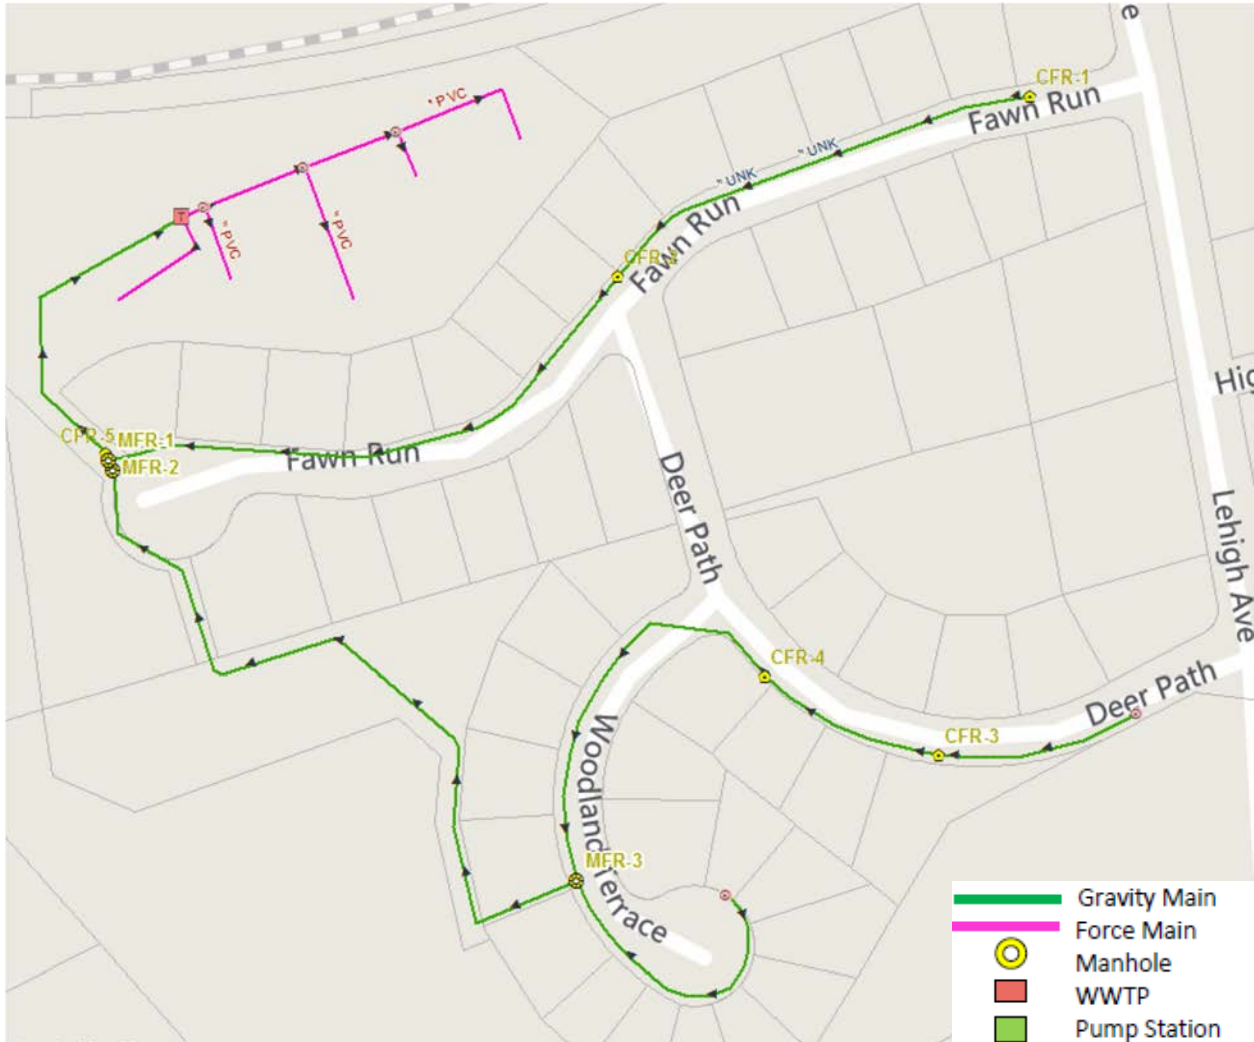 e
CFR-1
Fawn Run
" PVC
" UNK
" UNK
" PVC
" PVC
T
Fawn Run
CFR-5
MFR-1
MFR-2
Fawn Run
Hig
Deer Path
Lehigh Ave
CFR-4
Deer Path
CFR-3
Woodland Terrace
MFR-3
Gravity Main
Force Main
Manhole
WWTP
Pump Station